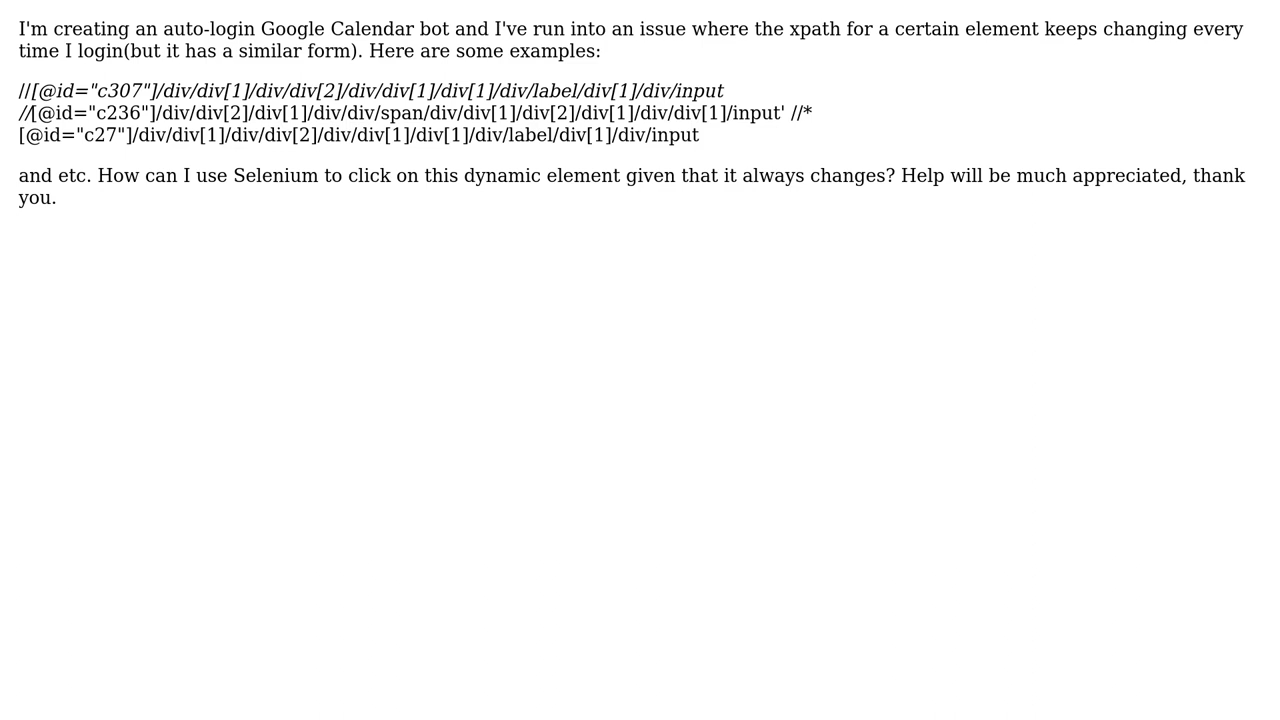 I'm creating an auto-login Google Calendar bot and I've run into an issue where the xpath for a certain element keeps changing every
time I login(but it has a similar form). Here are some examples:
//[@id="c307"]/div/div[1]/div/div[2]/div/div[1]/div[1]/div/label/div[1]/div/input
//[@id="c236"]/div/div[2]/div[1]/div/div/span/div/div[1]/div[2]/div[1]/div/div[1]/input' //*
[@id="c27"]/div/div[1]/div/div[2]/div/div[1]/div[1]/div/label/div[1]/div/input
and etc. How can I use Selenium to click on this dynamic element given that it always changes? Help will be much appreciated, thank
you.